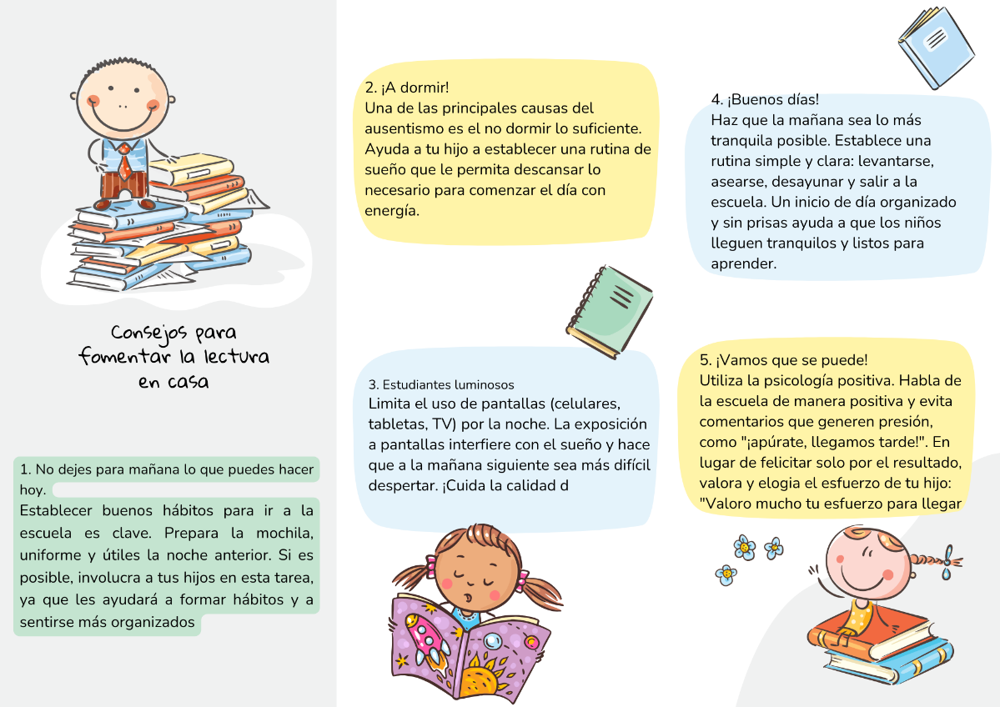 Consejos para
fomentar la lectura
en casa
1. No dejes para mañana lo que puedes hacer
hoy.
Establecer buenos hábitos para ir a la
escuela es clave. Prepara la mochila,
uniforme y útiles la noche anterior. Si es
posible, involucra a tus hijos en esta tarea,
ya que les ayudará a formar hábitos y a
sentirse más organizados
2. ¡A dormir!
Una de las principales causas del
ausentismo es el no dormir lo suficiente.
Ayuda a tu hijo a establecer una rutina de
sueño que le permita descansar lo
necesario para comenzar el día con
energía.
3. Estudiantes luminosos
Limita el uso de pantallas (celulares,
tabletas, TV) por la noche. La exposición
a pantallas interfiere con el sueño y hace
que a la mañana siguiente sea más difícil
despertar. ¡Cuida la calidad d
4. ¡Buenos días!
Haz que la mañana sea lo más
tranquila posible. Establece una
rutina simple y clara: levantarse,
asearse, desayunar y salir a la
escuela. Un inicio de día organizado
y sin prisas ayuda a que los niños
lleguen tranquilos y listos para
aprender.
5. ¡Vamos que se puede!
Utiliza la psicología positiva. Habla de
la escuela de manera positiva y evita
comentarios que generen presión,
como "¡apúrate, llegamos tarde!". En
lugar de felicitar solo por el resultado,
valora y elogia el esfuerzo de tu hijo:
"Valoro mucho tu esfuerzo para llegar